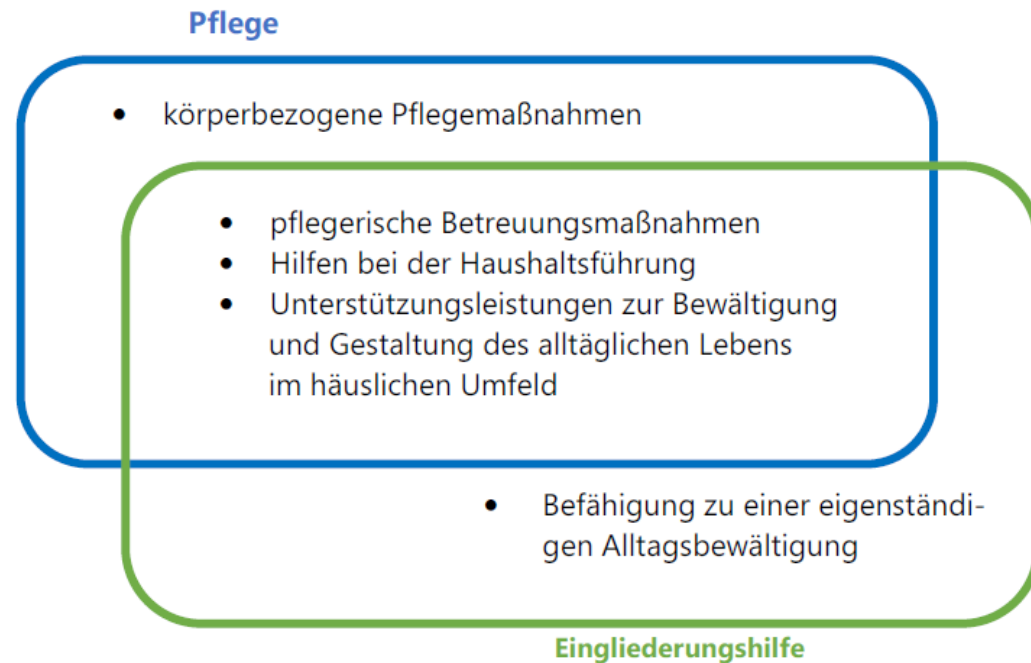 Pflege
• körperbezogene Pflegemaßnahmen
• pflegerische Betreuungsmaßnahmen
• Hilfen bei der Haushaltsführung
• Unterstützungsleistungen zur Bewältigung
und Gestaltung des alltäglichen Lebens
im häuslichen Umfeld
• Befähigung zu einer eigenständi-
gen Alltagsbewältigung
Eingliederungshilfe